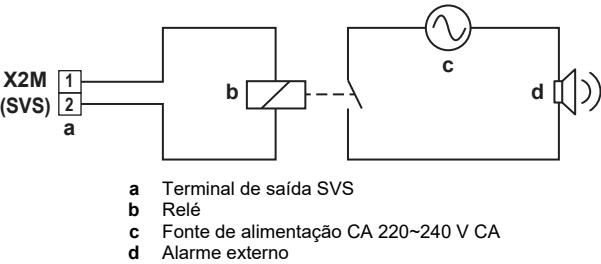 c
X2M 1
b d
(SVS) 2
a
a Terminal de saída SVS
b Relé
c Fonte de alimentação CA 220~240 V CA
d Alarme externo